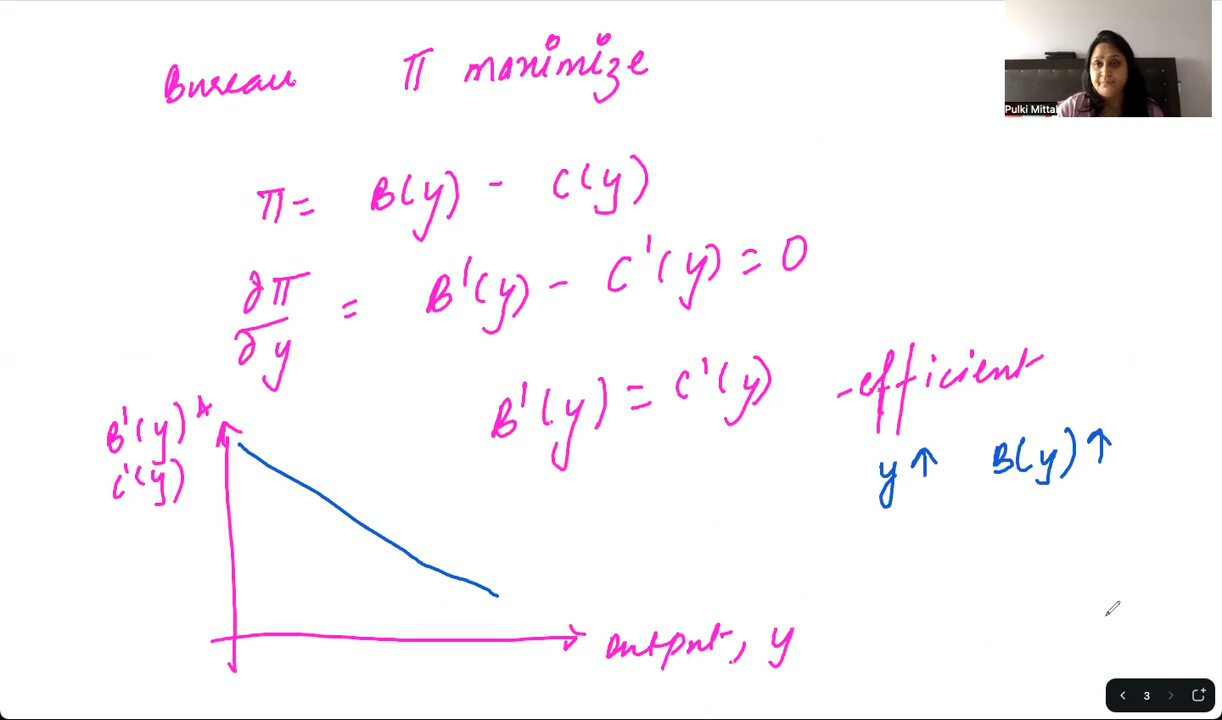 Bureau π maximize
Pulki Mittal
π = B(y) - C(y)
∂π/∂y = B'(y) - C'(y) = 0
B'(y) = C'(y) - efficient
B'(y)
C'(y)
y ↑ B(y) ↑
output, y
3